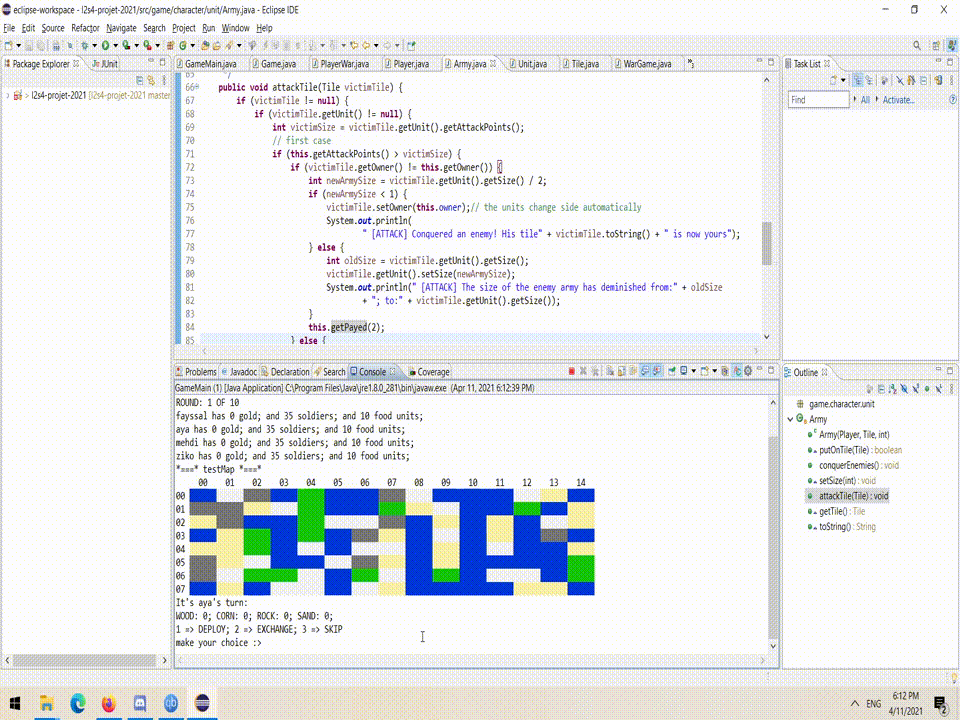 eclipse-workspace - l2s4-projet-2021/src/game/character/unit/Army.java - Eclipse IDE
File Edit Source Refactor Navigate Search Project Run Window Help
Package Explorer JUnit
l2s4-projet-2021 [l2s4-projet-2021 master
GameMain.java Game.java PlayerWar.java Player.java Army.java Unit.java Tile.java WarGame.java
66 public void attackTile(Tile victimTile) {
67 if (victimTile != null) {
68 if (victimTile.getUnit() != null) {
69 int victimSize = victimTile.getUnit().getAttackPoints();
70 // first case
71 if (this.getAttackPoints() > victimSize) {
72 if (victimTile.getOwner() != this.getOwner()) {
73 int newArmySize = victimTile.getUnit().getSize() / 2;
74 if (newArmySize < 1) {
75 victimTile.setOwner(this.owner);// the units change side automatically
76 System.out.println(
77 " [ATTACK] Conquered an enemy! His tile" + victimTile.toString() + " is now yours");
78 } else {
79 int oldSize = victimTile.getUnit().getSize();
80 victimTile.getUnit().setSize(newArmySize);
81 System.out.println(" [ATTACK] The size of the enemy army has deminished from:" + oldSize
82 + "; to:" + victimTile.getUnit().getSize());
83 }
84 this.getPayed(2);
85 } else {
Task List
Find All Activate...
Problems Javadoc Declaration Search Console Coverage
GameMain (1) [Java Application] C:\Program Files\Java\jre1.8.0_281\bin\javaw.exe (Apr 11, 2021 6:12:39 PM)
ROUND: 1 OF 10
fayssal has 0 gold; and 35 soldiers; and 10 food units;
aya has 0 gold; and 35 soldiers; and 10 food units;
mehdi has 0 gold; and 35 soldiers; and 10 food units;
ziko has 0 gold; and 35 soldiers; and 10 food units;
*===* testMap *===*
00 01 02 03 04 05 06 07 08 09 10 11 12 13 14
00
01
02
03
04
05
06
07
It's aya's turn:
WOOD: 0; CORN: 0; ROCK: 0; SAND: 0;
1 => DEPLOY; 2 => EXCHANGE; 3 => SKIP
make your choice :>
Outline
game.character.unit
Army
Army(Player, Tile, int)
putOnTile(Tile) : boolean
conquerEnemies() : void
setSize(int) : void
attackTile(Tile) : void
getTile() : Tile
toString() : String
ENG
6:12 PM
4/11/2021
2